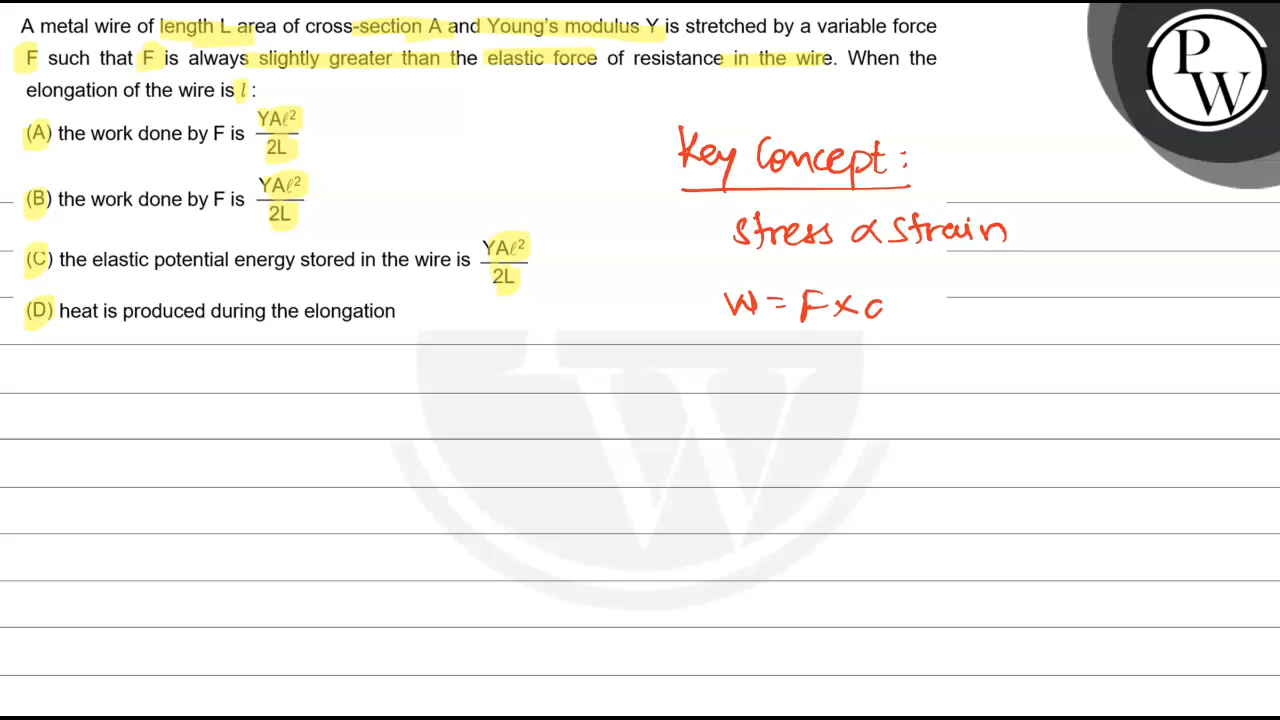 A metal wire of length L area of cross-section A and Young's modulus Y is stretched by a variable force
F such that F is always slightly greater than the elastic force of resistance in the wire. When the
elongation of the wire is l :
(A) the work done by F is YAℓ²/2L
(B) the work done by F is YAℓ²/2L
(C) the elastic potential energy stored in the wire is YAℓ²/2L
(D) heat is produced during the elongation
Key Concept :
Stress ∝ Strain
W = F × c
P
W
W